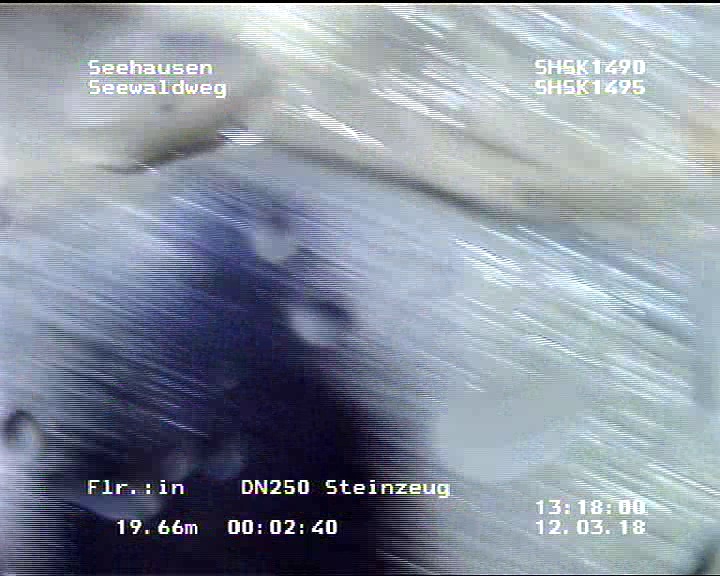 Seehausen
Seewaldweg
SHSK1490
SHSK1495
Flr.:in DN250 Steinzeug
19.66m 00:02:40
13:18:00
12.03.18